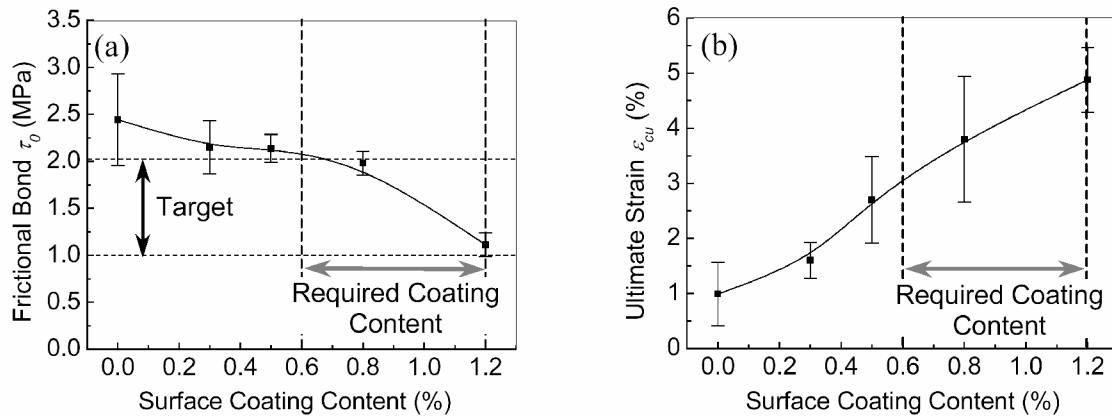 (a)
Frictional Bond τ0 (MPa)
3.5
3.0
2.5
2.0
1.5
1.0
0.5
0.0
Target
Required Coating
Content
0.0 0.2 0.4 0.6 0.8 1.0 1.2
Surface Coating Content (%)
(b)
Ultimate Strain εcu (%)
6
5
4
3
2
1
0
Required Coating
Content
0.0 0.2 0.4 0.6 0.8 1.0 1.2
Surface Coating Content (%)